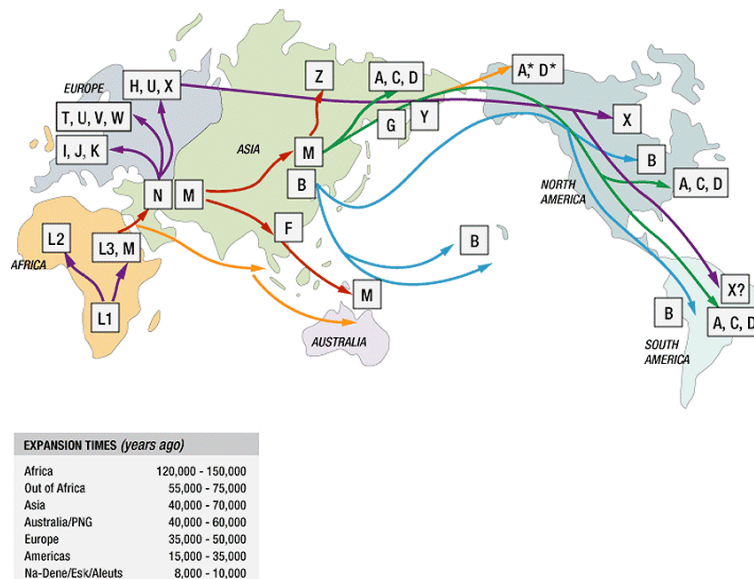 Z
A, C, D
A,* D*
EUROPE
H, U, X
T, U, V, W
G
Y
X
I, J, K
ASIA
M
B
B
N
M
NORTH
AMERICA
A, C, D
L2
L3, M
F
B
AFRICA
M
X?
L1
B
A, C, D
AUSTRALIA
SOUTH
AMERICA
EXPANSION TIMES (years ago)
Africa 120,000 - 150,000
Out of Africa 55,000 - 75,000
Asia 40,000 - 70,000
Australia/PNG 40,000 - 60,000
Europe 35,000 - 50,000
Americas 15,000 - 35,000
Na-Dene/Esk/Aleuts 8,000 - 10,000